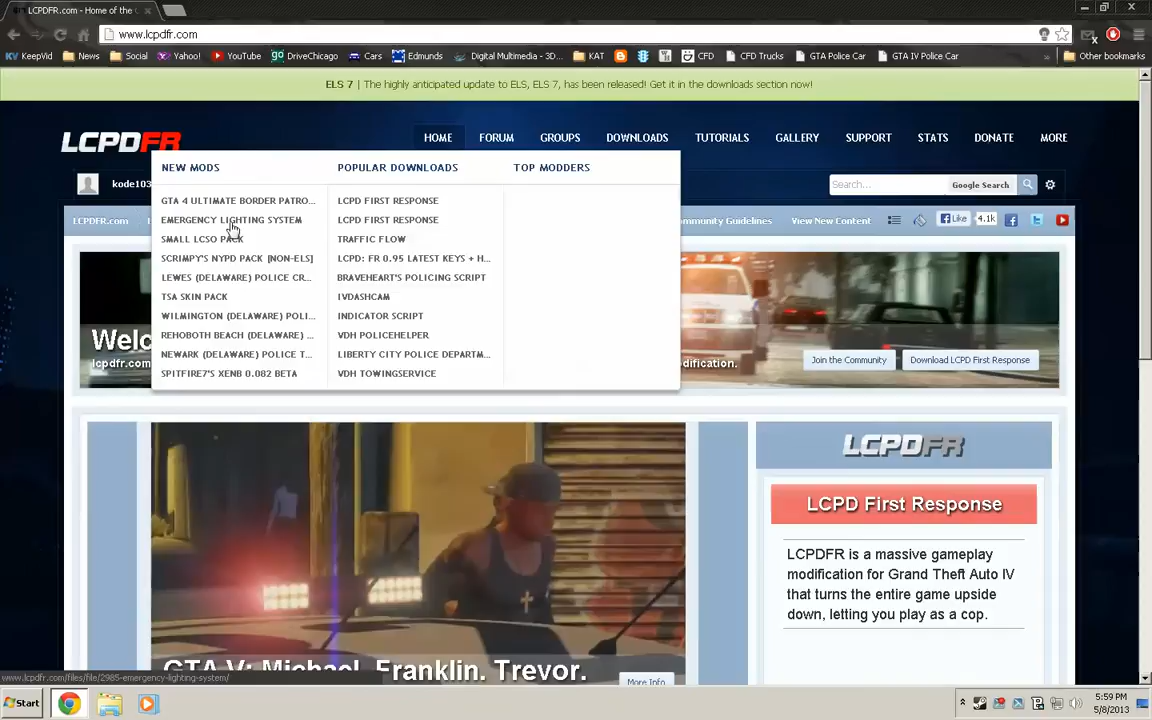 LCPDFR.com - Home of the
www.lcpdfr.com
KeepVid News Social Yahoo! YouTube DriveChicago Cars Edmunds Digital Multimedia - 3D... KAT CFD CFD Trucks GTA Police Car GTA IV Police Car Other bookmarks
ELS 7 | The highly anticipated update to ELS, ELS 7, has been released! Get it in the downloads section now!
LCPDFR
HOME FORUM GROUPS DOWNLOADS TUTORIALS GALLERY SUPPORT STATS DONATE MORE
NEW MODS POPULAR DOWNLOADS TOP MODDERS
kode103 Search... Google Search
GTA 4 ULTIMATE BORDER PATRO... LCPD FIRST RESPONSE
LCPDFR.com EMERGENCY LIGHTING SYSTEM LCPD FIRST RESPONSE mmunity Guidelines View New Content Like 4.1k
SMALL LCSO PACK TRAFFIC FLOW
SCRIMPY'S NYPD PACK [NON-ELS] LCPD: FR 0.95 LATEST KEYS + H...
LEWES (DELAWARE) POLICE CR... BRAVEHEART'S POLICING SCRIPT
TSA SKIN PACK IVDASHCAM
WILMINGTON (DELAWARE) POLI... INDICATOR SCRIPT
REHOBOTH BEACH (DELAWARE) ... VDH POLICEHELPER
Welc
NEWARK (DELAWARE) POLICE T... LIBERTY CITY POLICE DEPARTM...
lcpdfr.com dification. Join the Community Download LCPD First Response
SPITFIRE7'S XENB 0.082 BETA VDH TOWINGSERVICE
LCPDFR
LCPD First Response
LCPDFR is a massive gameplay
modification for Grand Theft Auto IV
that turns the entire game upside
down, letting you play as a cop.
GTA V: Michael. Franklin. Trevor.
More Info
www.lcpdfr.com/files/file/2985-emergency-lighting-system/
Start
5:59 PM
5/8/2013